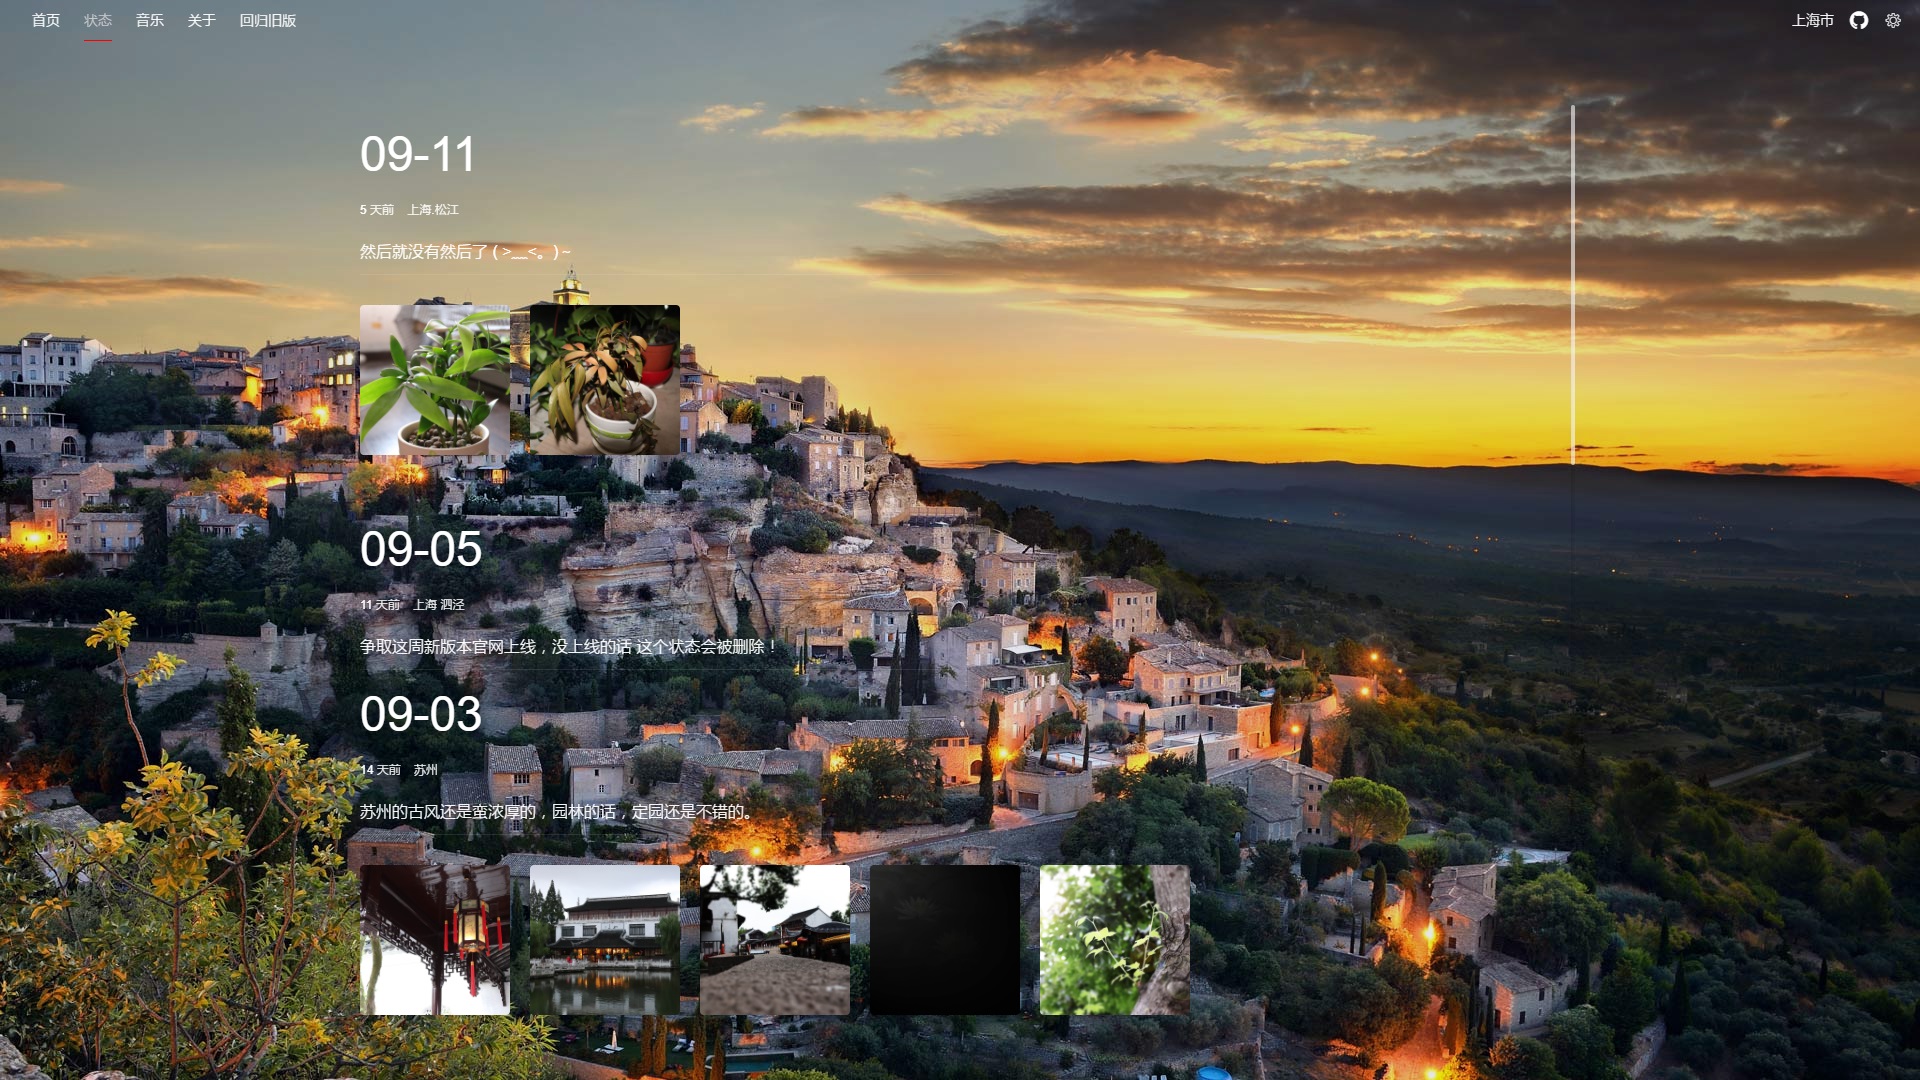 首页 状态 音乐 关于 回归旧版 上海市
09-11
5 天前 上海.松江
然后就没有然后了 ( >﹏<。) ~
09-05
11 天前 上海 泗泾
争取这周新版本官网上线，没上线的话 这个状态会被删除！
09-03
14 天前 苏州
苏州的古风还是蛮浓厚的，园林的话，定园还是不错的。